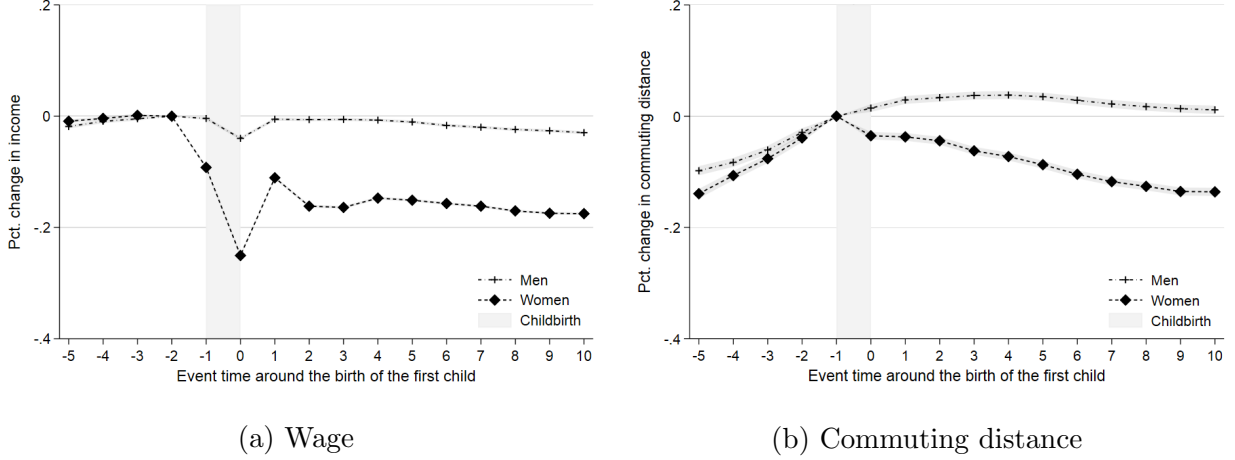 .2
0
-.2
-.4
Pct. change in income
-5 -4 -3 -2 -1 0 1 2 3 4 5 6 7 8 9 10
Event time around the birth of the first child
Men
Women
Childbirth
(a) Wage
.2
0
-.2
-.4
Pct. change in commuting distance
-5 -4 -3 -2 -1 0 1 2 3 4 5 6 7 8 9 10
Event time around the birth of the first child
Men
Women
Childbirth
(b) Commuting distance